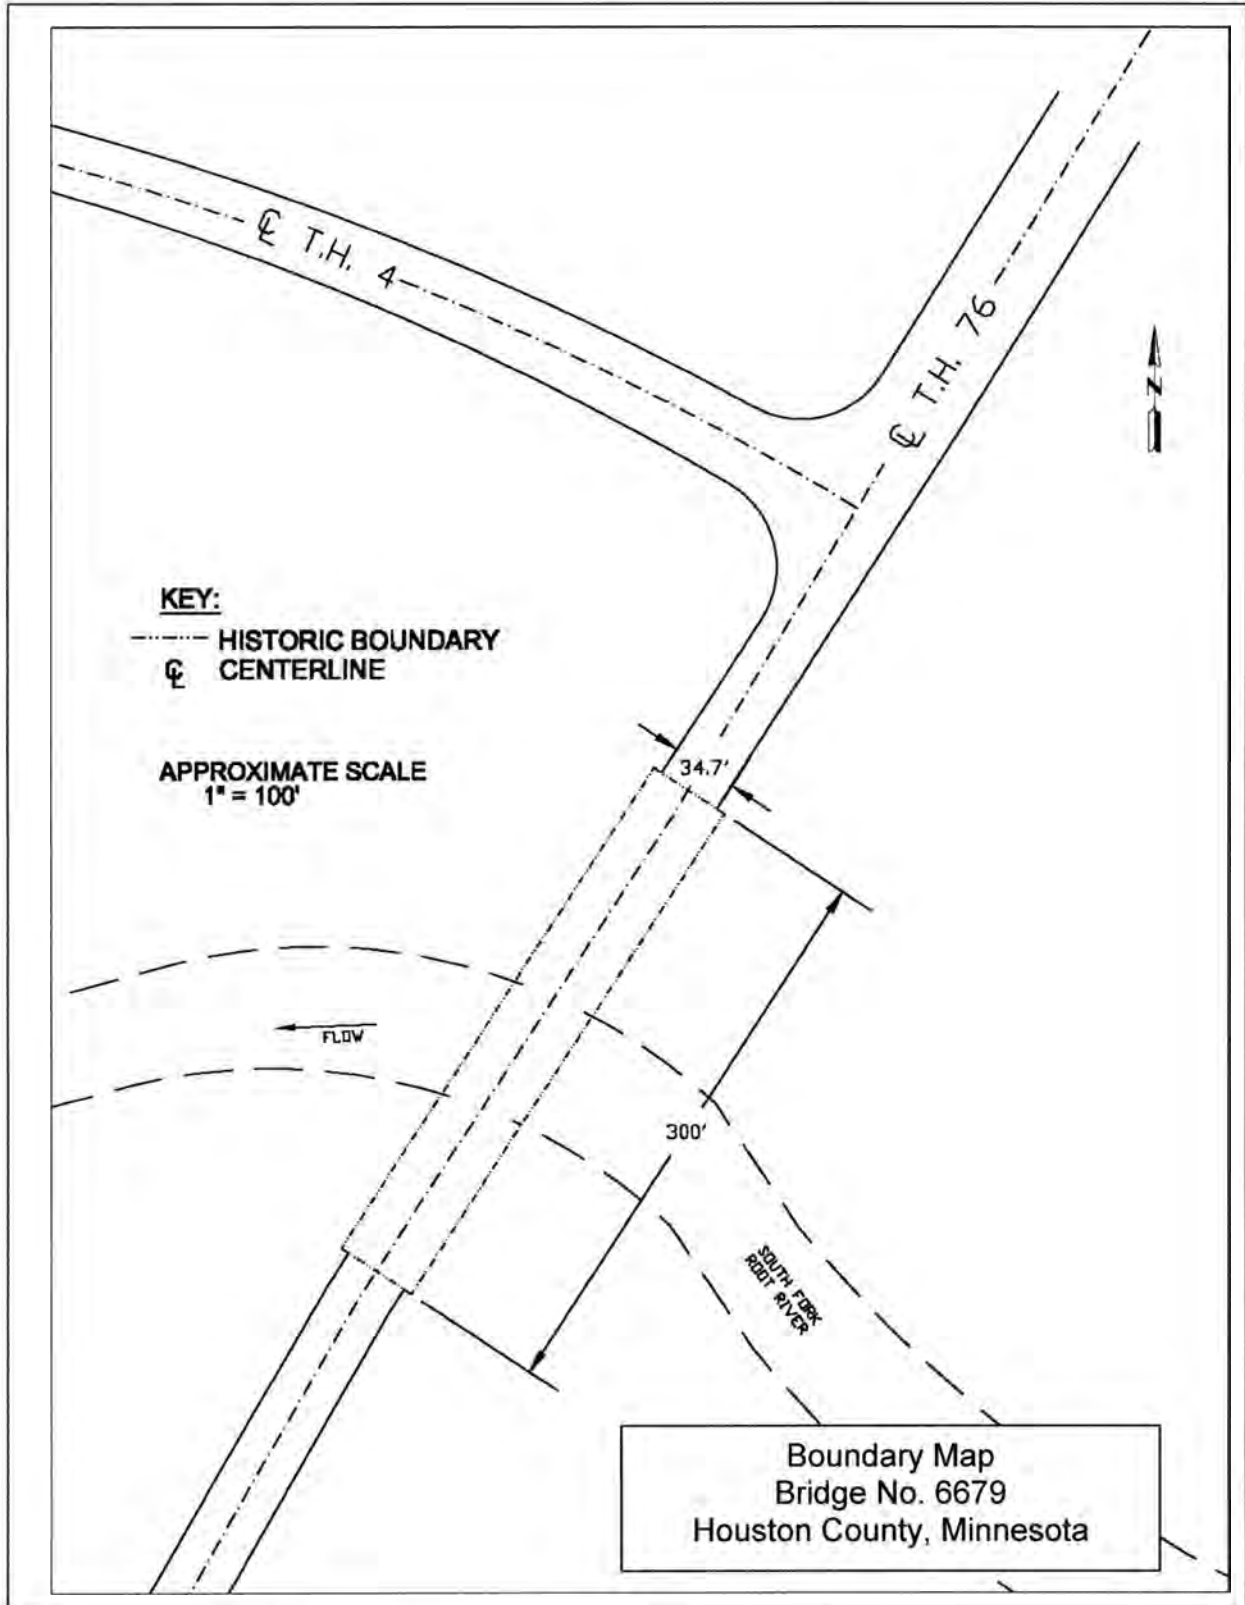 ℄ T.H. 4
℄ T.H. 76
N
KEY:
HISTORIC BOUNDARY
℄ CENTERLINE
APPROXIMATE SCALE
1" = 100'
34.7'
FLOW
300'
SOUTH FORK
ROOT RIVER
Boundary Map
Bridge No. 6679
Houston County, Minnesota